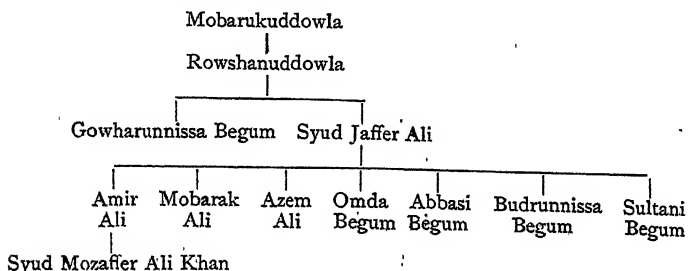 Mobarukuddowla
Rowshanuddowla
Gowharunnissa Begum Syud Jaffer Ali
Amir Mobarak Azem Omda Abbasi Budrunnissa Sultani
Ali Ali Ali Begum Begum Begum Begum
Syud Mozaffer Ali Khan